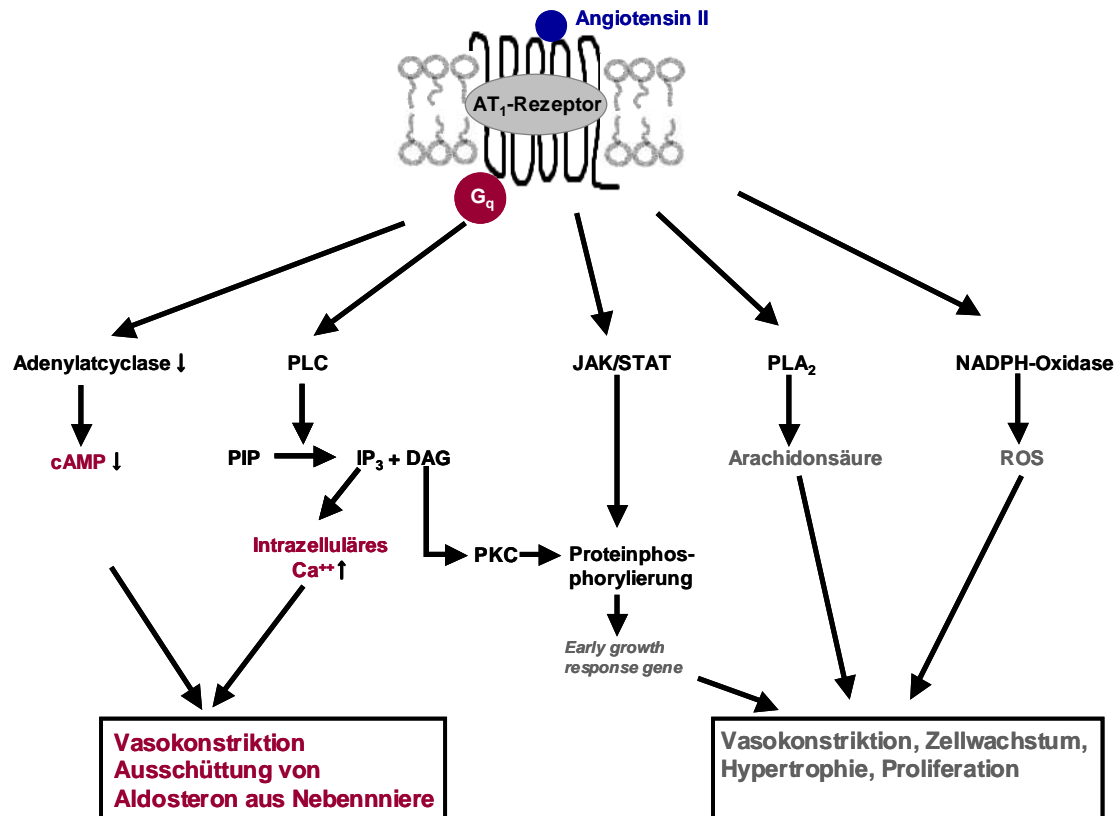 Angiotensin II
AT₁-Rezeptor
Gq
Adenylatcyclase ↓
PLC
JAK/STAT
PLA₂
NADPH-Oxidase
cAMP ↓
PIP
IP₃ + DAG
Arachidonsäure
ROS
Intrazelluläres
Ca⁺⁺ ↑
PKC
Proteinphos-
phorylierung
Early growth
response gene
Vasokonstriktion
Ausschüttung von
Aldosteron aus Nebennniere
Vasokonstriktion, Zellwachstum,
Hypertrophie, Proliferation